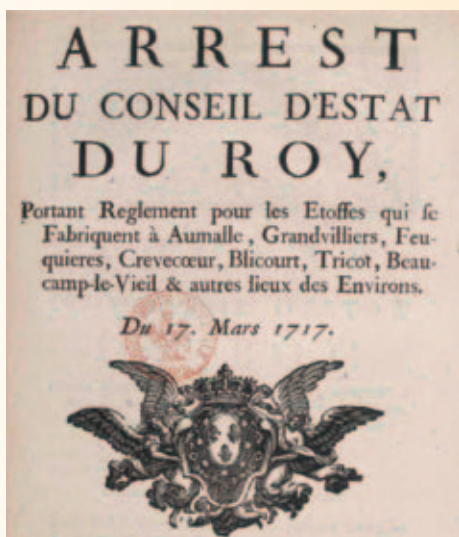 ARREST
DU CONSEIL D'ESTAT
DU ROY,
Portant Reglement pour les Etoffes qui se
Fabriquent à Aumalle, Grandvilliers, Feu-
quieres, Crevecœur, Blicourt, Tricot, Beau-
camp-le-Vieil & autres lieux des Environs.
Du 17. Mars 1717.